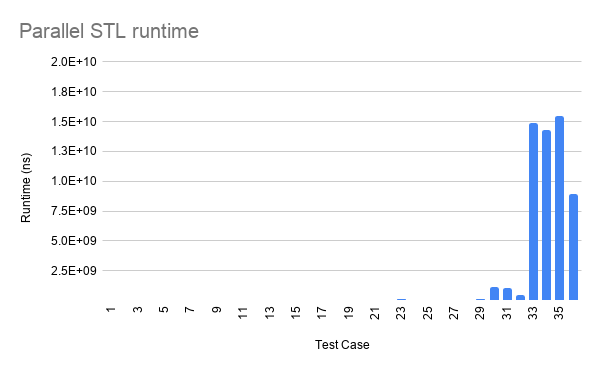 Parallel STL runtime
2.0E+10
1.8E+10
1.5E+10
1.3E+10
1.0E+10
7.5E+09
5.0E+09
2.5E+09
Runtime (ns)
1 3 5 7 9 11 13 15 17 19 21 23 25 27 29 31 33 35
Test Case